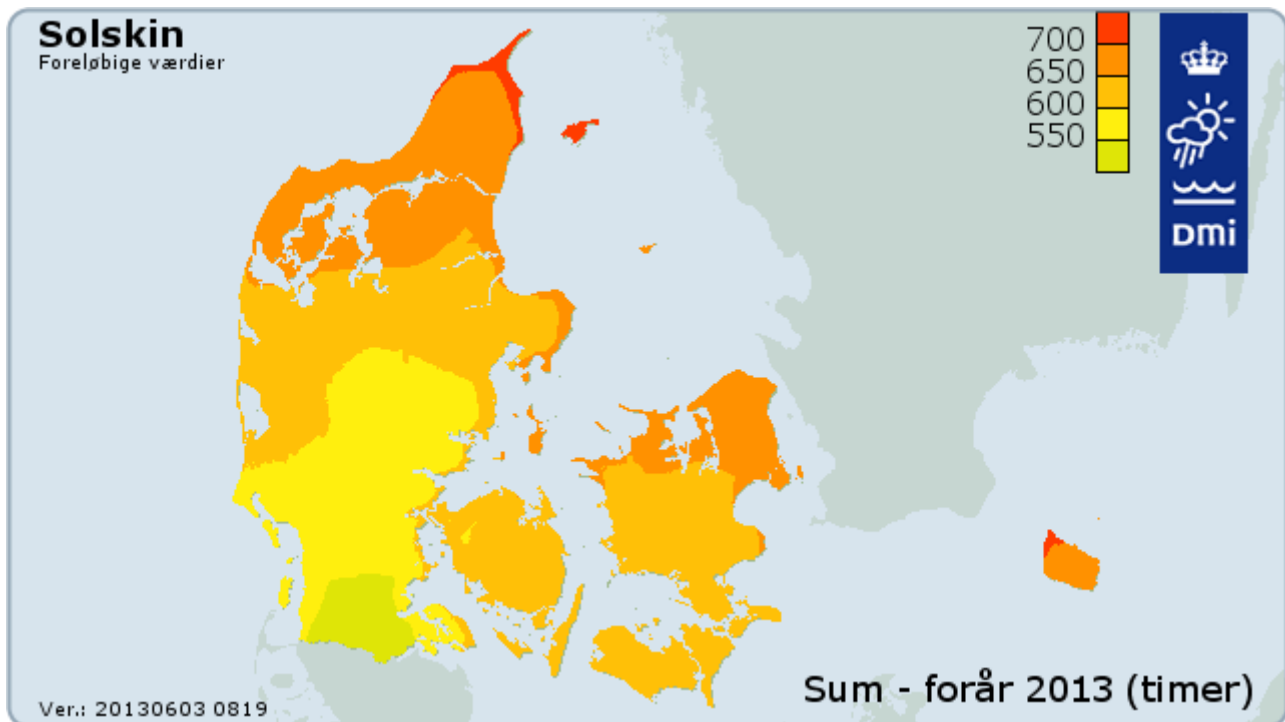 Solskin
Foreløbige værdier
700
650
600
550
DMI
Sum - forår 2013 (timer)
Ver.: 20130603 0819